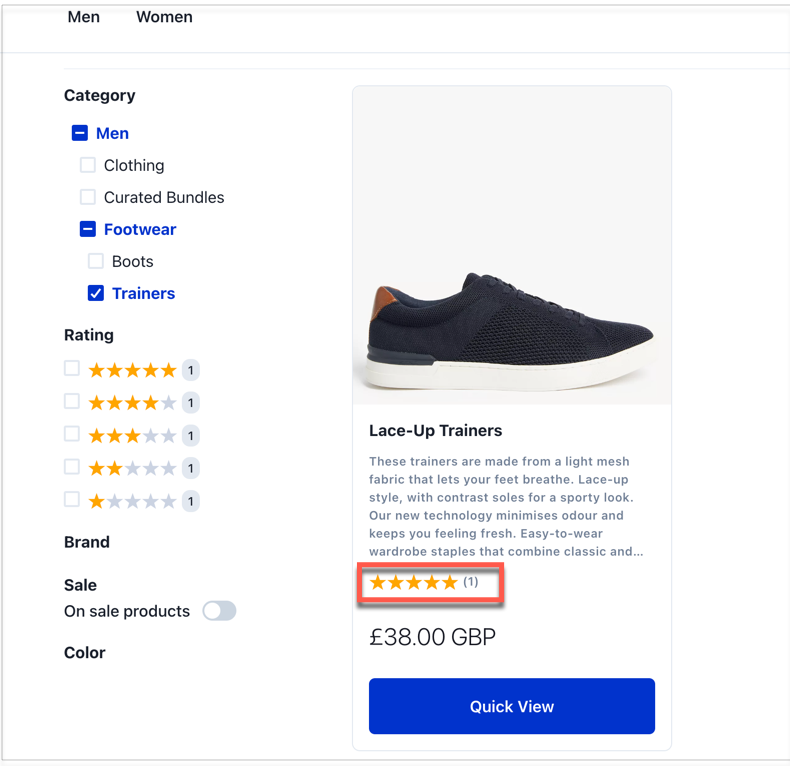 Men Women
Category
Men
Clothing
Curated Bundles
Footwear
Boots
Trainers
Rating
1
1
1
1
1
Brand
Sale
On sale products
Color
Lace-Up Trainers
These trainers are made from a light mesh
fabric that lets your feet breathe. Lace-up
style, with contrast soles for a sporty look.
Our new technology minimises odour and
keeps you feeling fresh. Easy-to-wear
wardrobe staples that combine classic and...
(1)
£38.00 GBP
Quick View